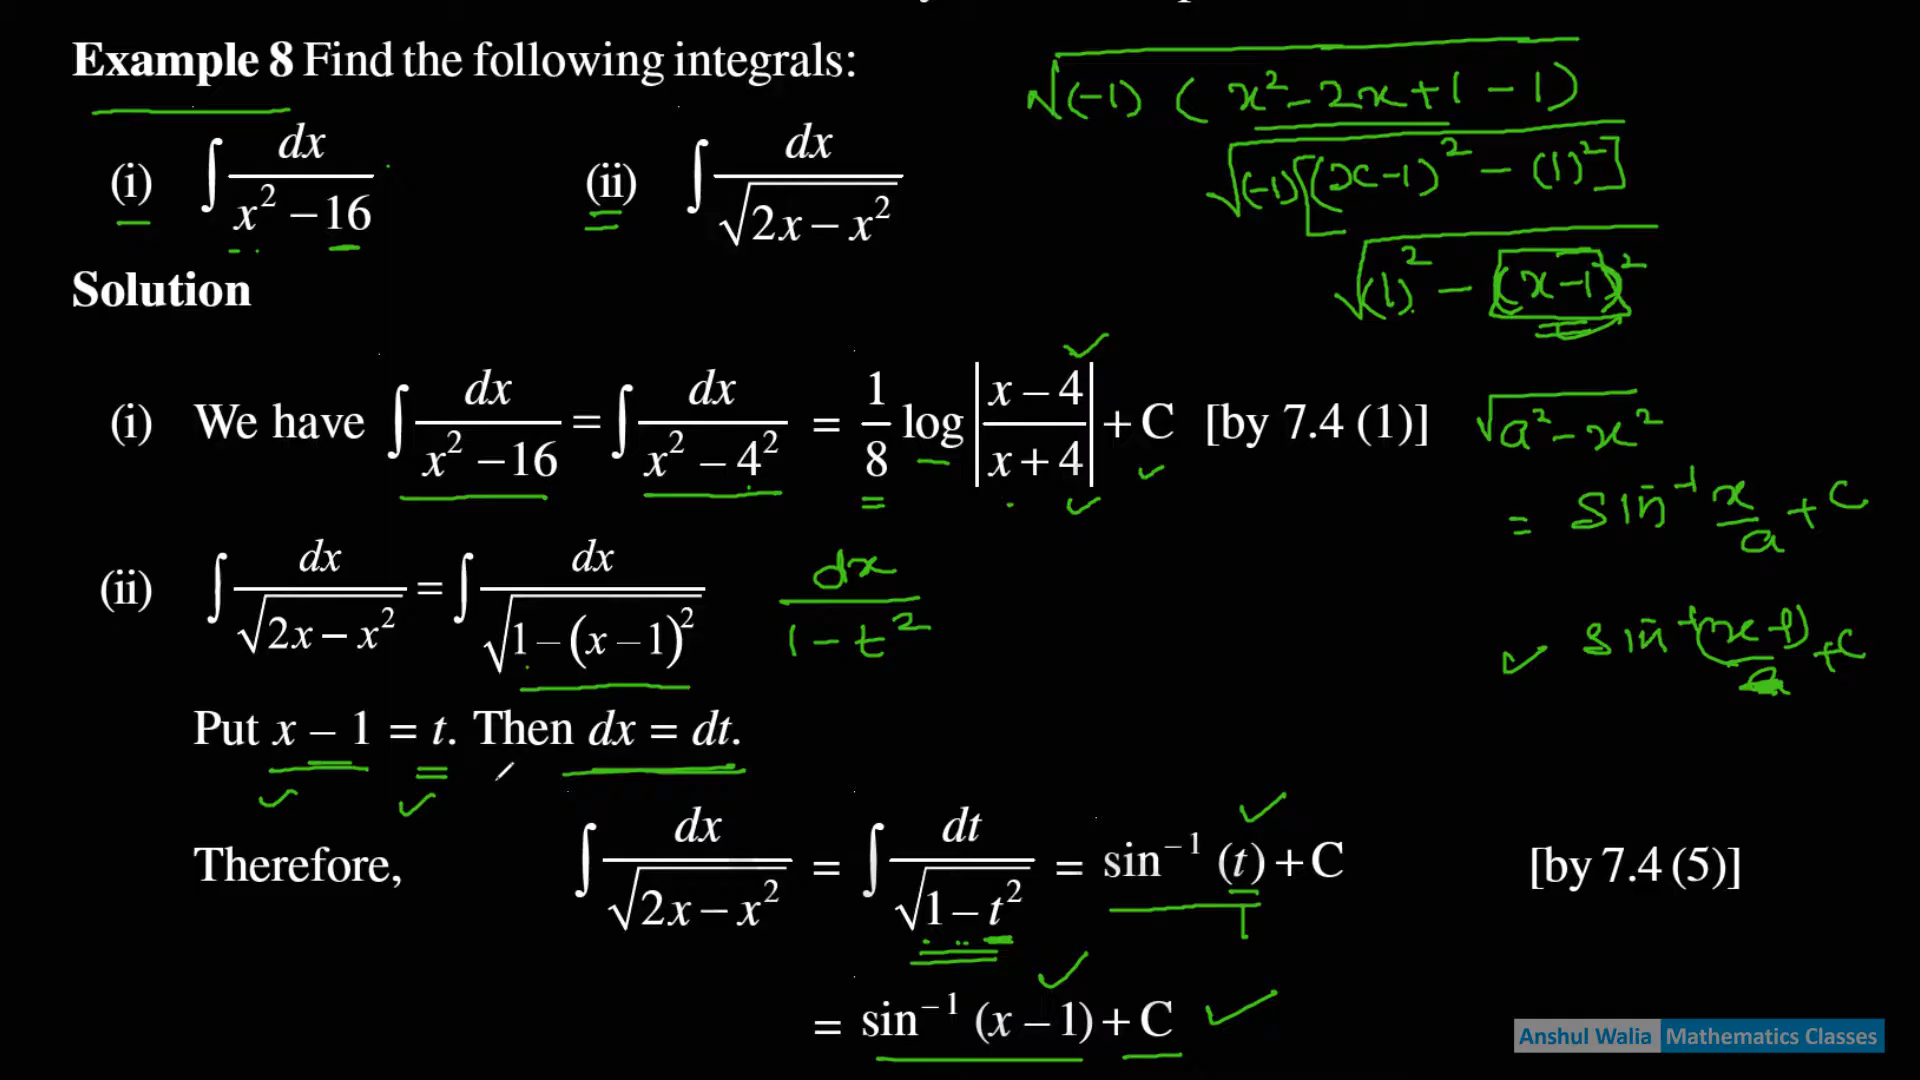 Example 8 Find the following integrals:
√(-1) (x² - 2x + 1 - 1)
(i) ∫ dx / (x² – 16) (ii) ∫ dx / √(2x – x²)
√(-1)[(x-1)² - (1)²]
√(1)² - (x-1)²
Solution
(i) We have ∫ dx / (x² – 16) = ∫ dx / (x² – 4²) = 1/8 log |(x – 4)/(x + 4)| + C [by 7.4 (1)]
√a² - x²
= sin⁻¹ x/a + C
(ii) ∫ dx / √(2x – x²) = ∫ dx / √(1 – (x – 1)²)
dx / 1 - t²
sin⁻¹ (x-1) + C
Put x – 1 = t. Then dx = dt.
Therefore, ∫ dx / √(2x – x²) = ∫ dt / √(1 – t²) = sin⁻¹ (t) + C [by 7.4 (5)]
1
= sin⁻¹ (x – 1) + C
Anshul Walia Mathematics Classes